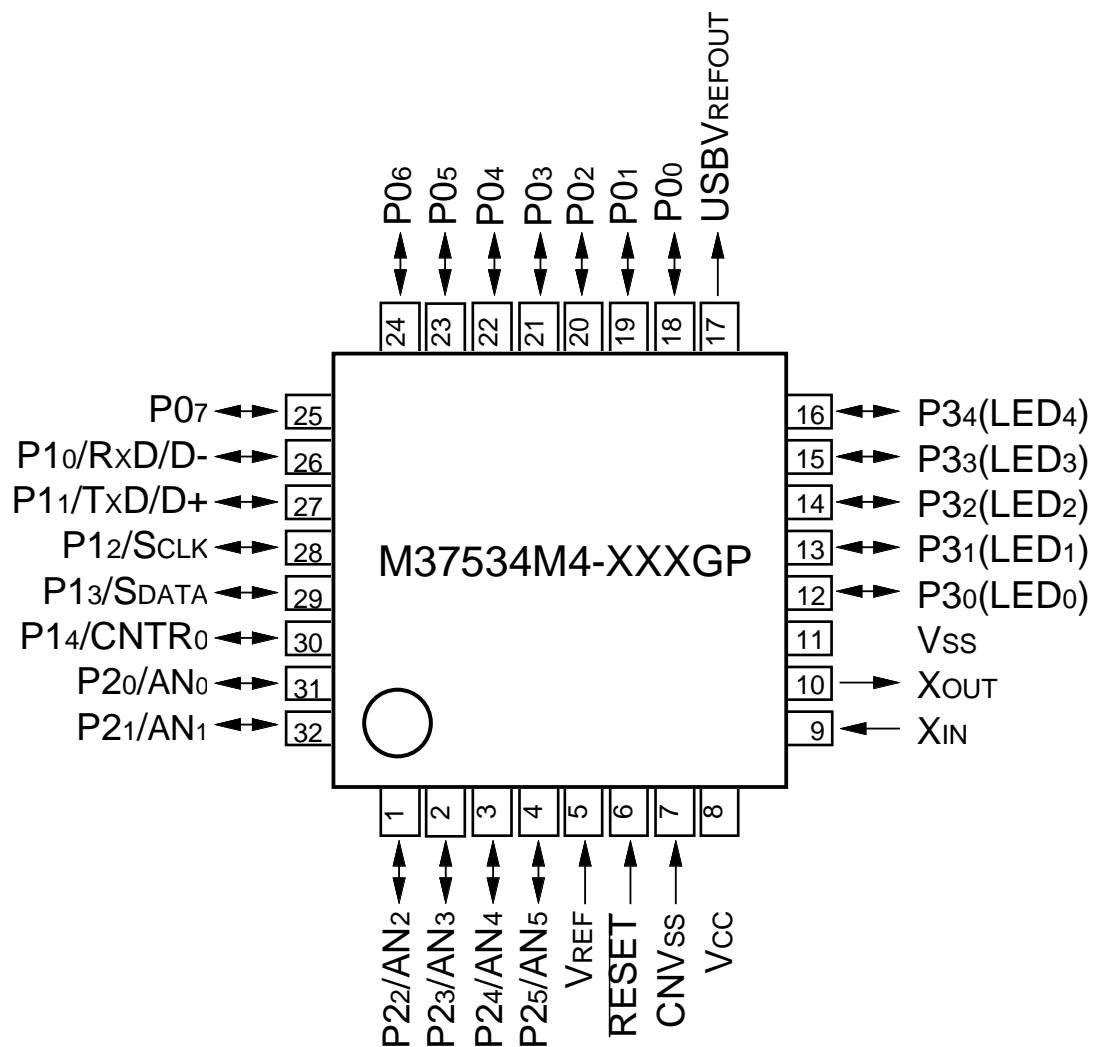 USBVREFOUT
P06
P05
P04
P03
P02
P01
P00
24
23
22
21
20
19
18
17
P07
25
P10/RXD/D-
26
P11/TXD/D+
27
P12/SCLK
28
P13/SDATA
29
P14/CNTR0
30
P20/AN0
31
P21/AN1
32
M37534M4-XXXGP
16
P34(LED4)
15
P33(LED3)
14
P32(LED2)
13
P31(LED1)
12
P30(LED0)
11
VSS
10
XOUT
9
XIN
1
2
3
4
5
6
7
8
P22/AN2
P23/AN3
P24/AN4
P25/AN5
VREF
RESET
CNVSS
VCC